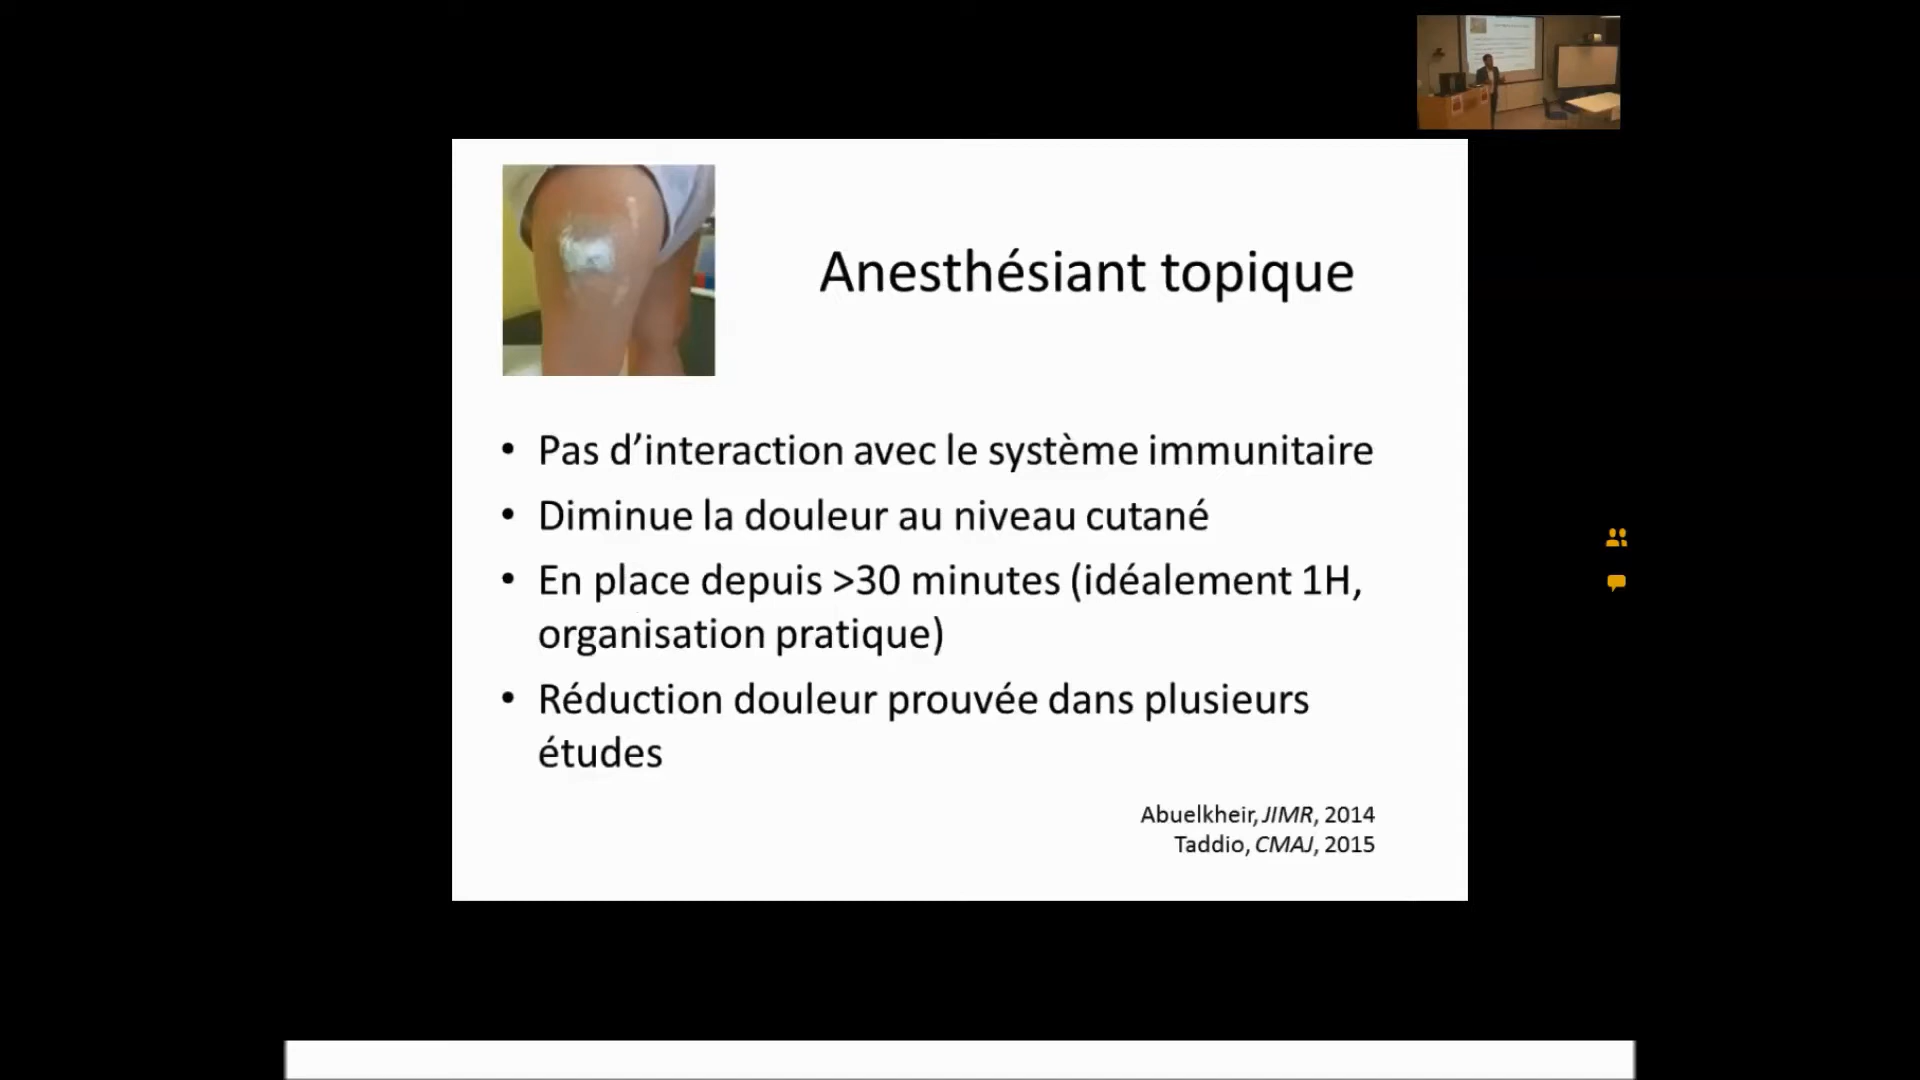 Anesthésiant topique
• Pas d’interaction avec le système immunitaire
• Diminue la douleur au niveau cutané
• En place depuis >30 minutes (idéalement 1H,
organisation pratique)
• Réduction douleur prouvée dans plusieurs
études
Abuelkheir, JIMR, 2014
Taddio, CMAJ, 2015